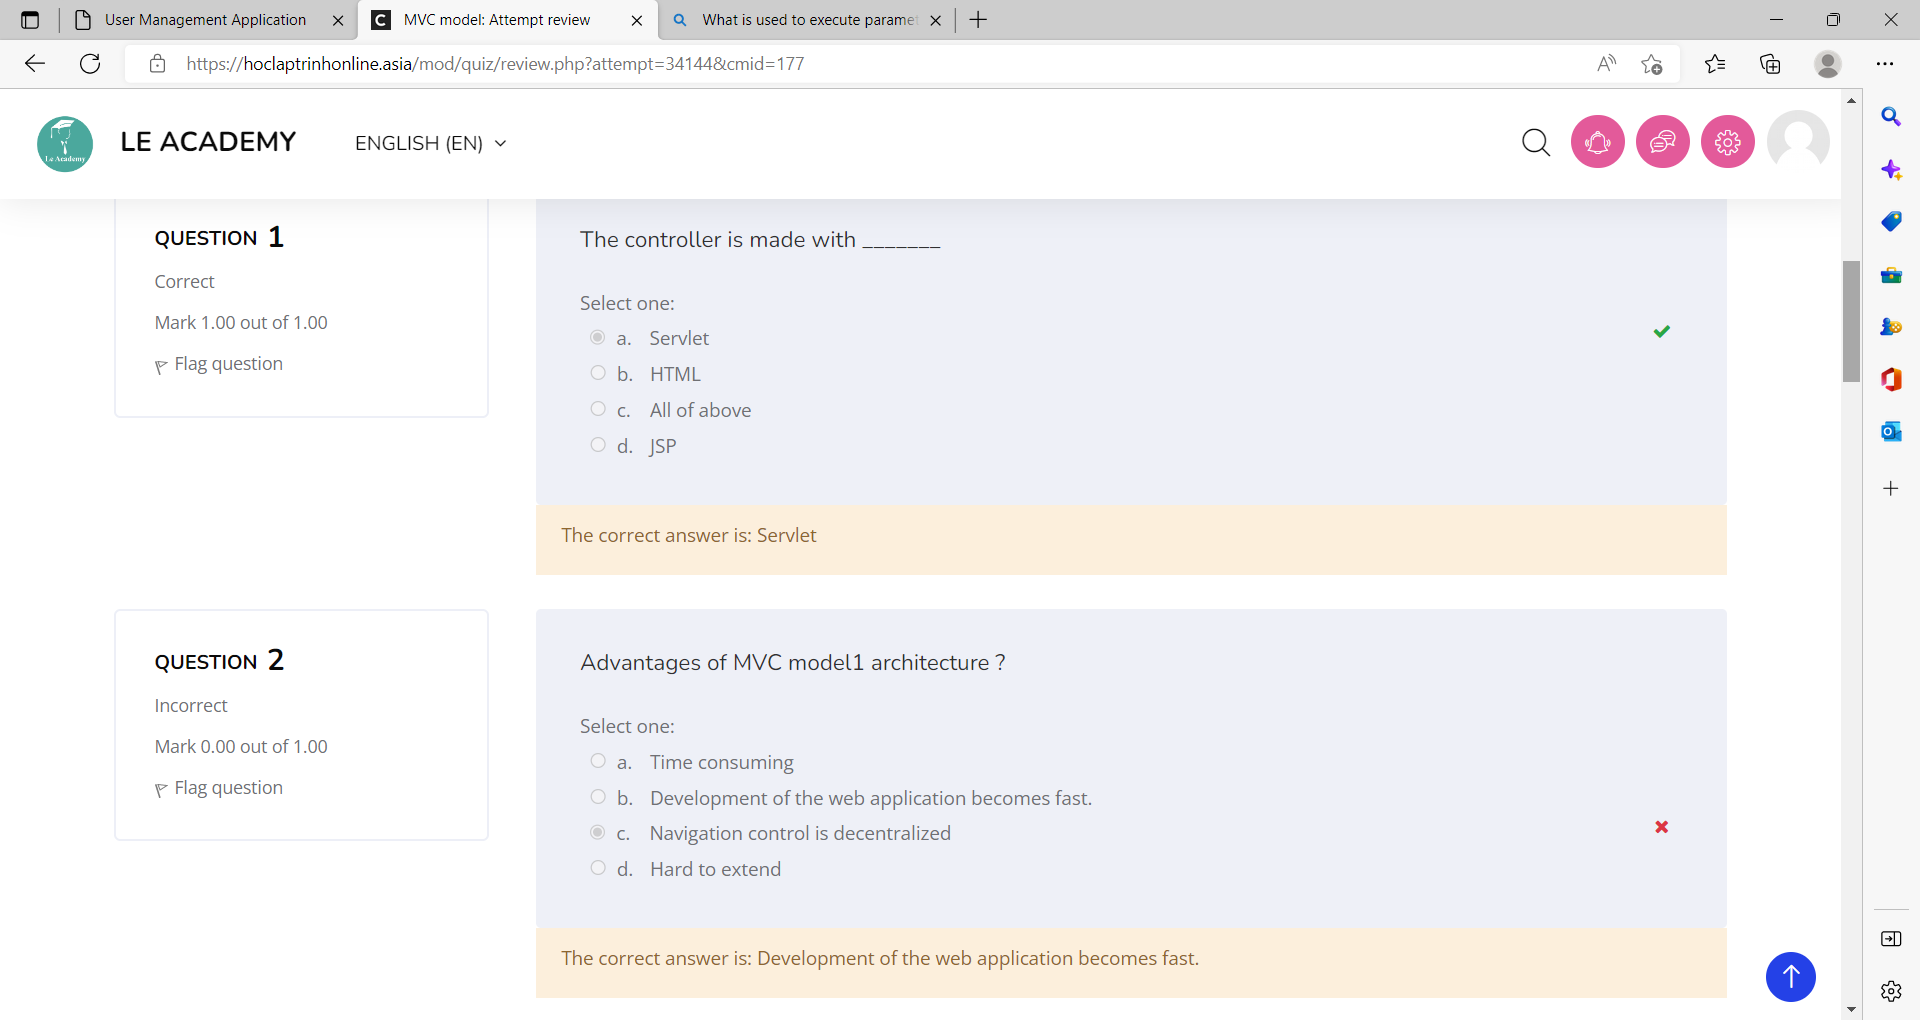 User Management Application
MVC model: Attempt review
What is used to execute paramet
https://hoclaptrinhonline.asia/mod/quiz/review.php?attempt=34144&cmid=177
Le Academy
LE ACADEMY
ENGLISH (EN)
QUESTION 1
Correct
Mark 1.00 out of 1.00
Flag question
The controller is made with _______
Select one:
a. Servlet
b. HTML
c. All of above
d. JSP
The correct answer is: Servlet
QUESTION 2
Incorrect
Mark 0.00 out of 1.00
Flag question
Advantages of MVC model1 architecture ?
Select one:
a. Time consuming
b. Development of the web application becomes fast.
c. Navigation control is decentralized
d. Hard to extend
The correct answer is: Development of the web application becomes fast.